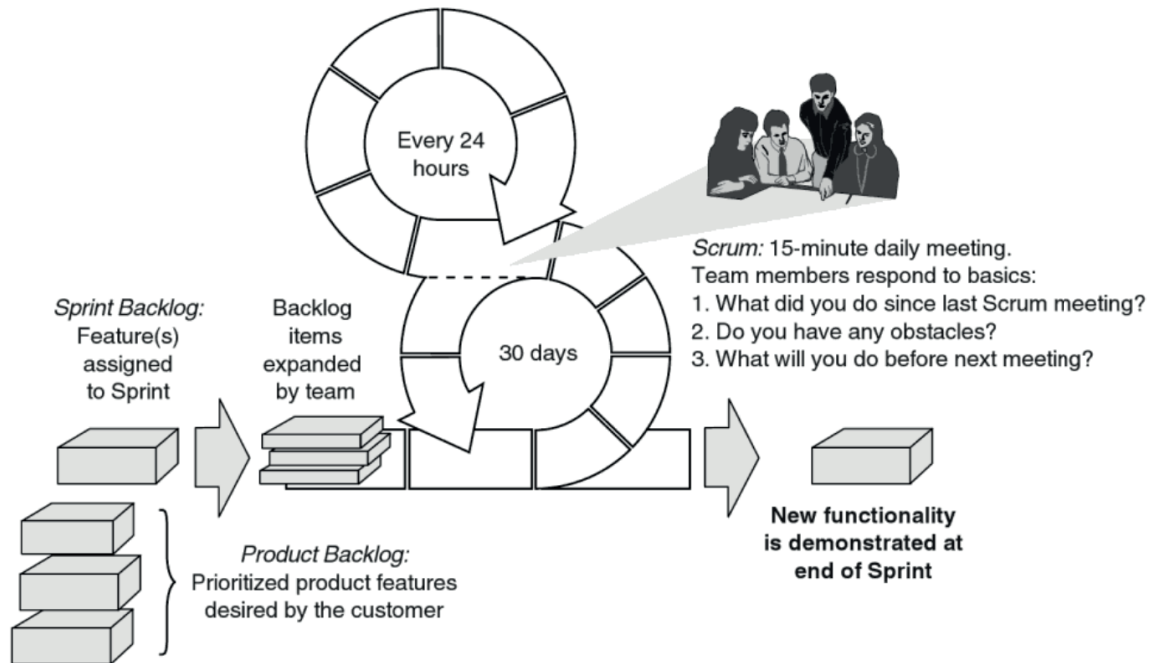 Every 24
hours
Scrum: 15-minute daily meeting.
Team members respond to basics:
1. What did you do since last Scrum meeting?
2. Do you have any obstacles?
3. What will you do before next meeting?
Sprint Backlog:
Feature(s)
assigned
to Sprint
Backlog
items
expanded
by team
30 days
New functionality
is demonstrated at
end of Sprint
Product Backlog:
Prioritized product features
desired by the customer